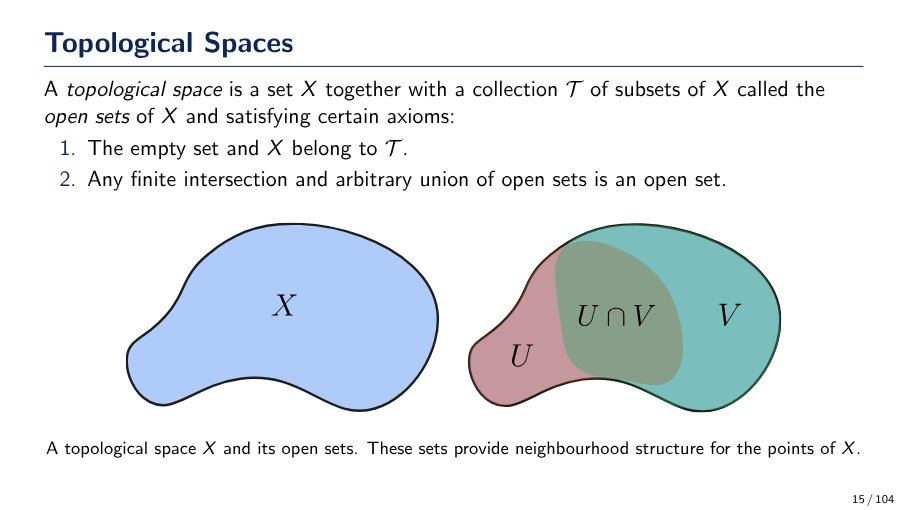 Topological Spaces
A topological space is a set X together with a collection 𝒯 of subsets of X called the
open sets of X and satisfying certain axioms:
1. The empty set and X belong to 𝒯.
2. Any finite intersection and arbitrary union of open sets is an open set.
X
U ∩ V
V
U
A topological space X and its open sets. These sets provide neighbourhood structure for the points of X.
15 / 104